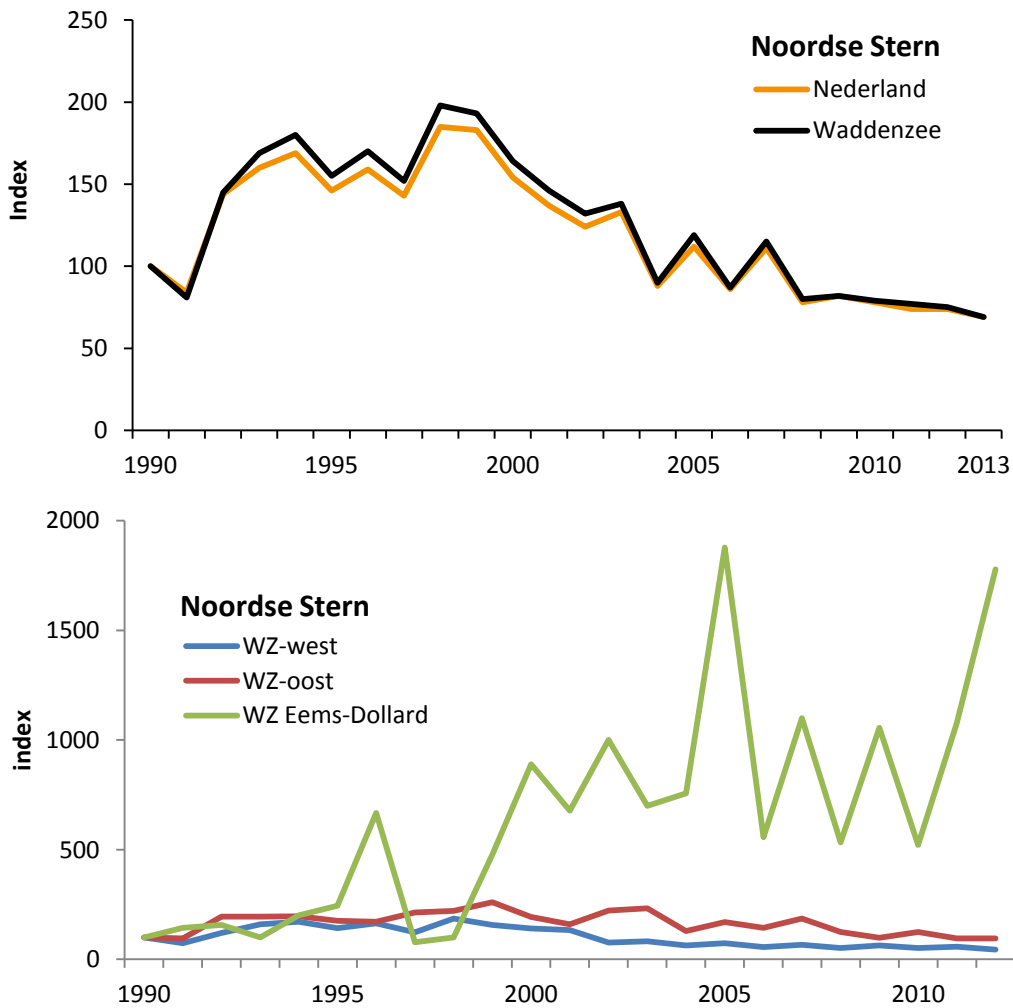 250
200
150
100
50
0
Index
Noordse Stern
Nederland
Waddenzee
1990 1995 2000 2005 2010 2013
2000
1500
1000
500
0
index
Noordse Stern
WZ-west
WZ-oost
WZ Eems-Dollard
1990 1995 2000 2005 2010